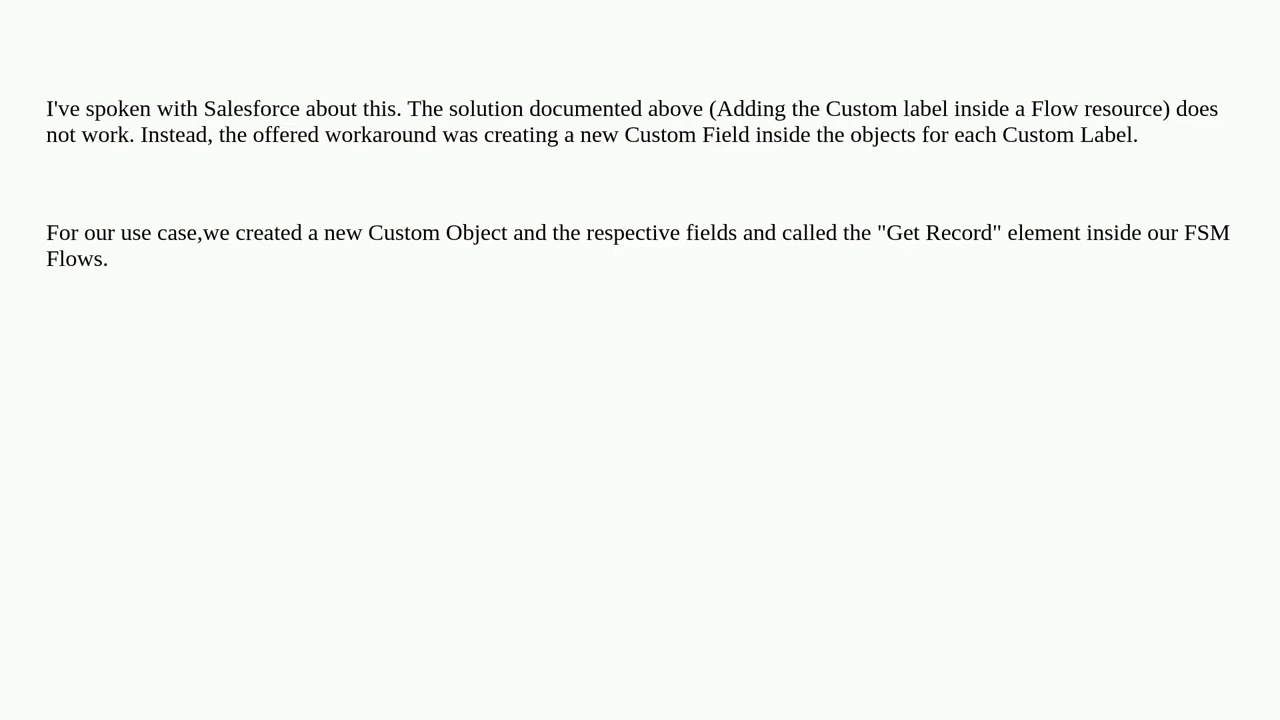 I've spoken with Salesforce about this. The solution documented above (Adding the Custom label inside a Flow resource) does
not work. Instead, the offered workaround was creating a new Custom Field inside the objects for each Custom Label.
For our use case,we created a new Custom Object and the respective fields and called the "Get Record" element inside our FSM
Flows.